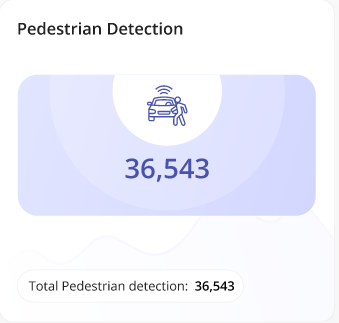 Pedestrian Detection
36,543
Total Pedestrian detection: 36,543